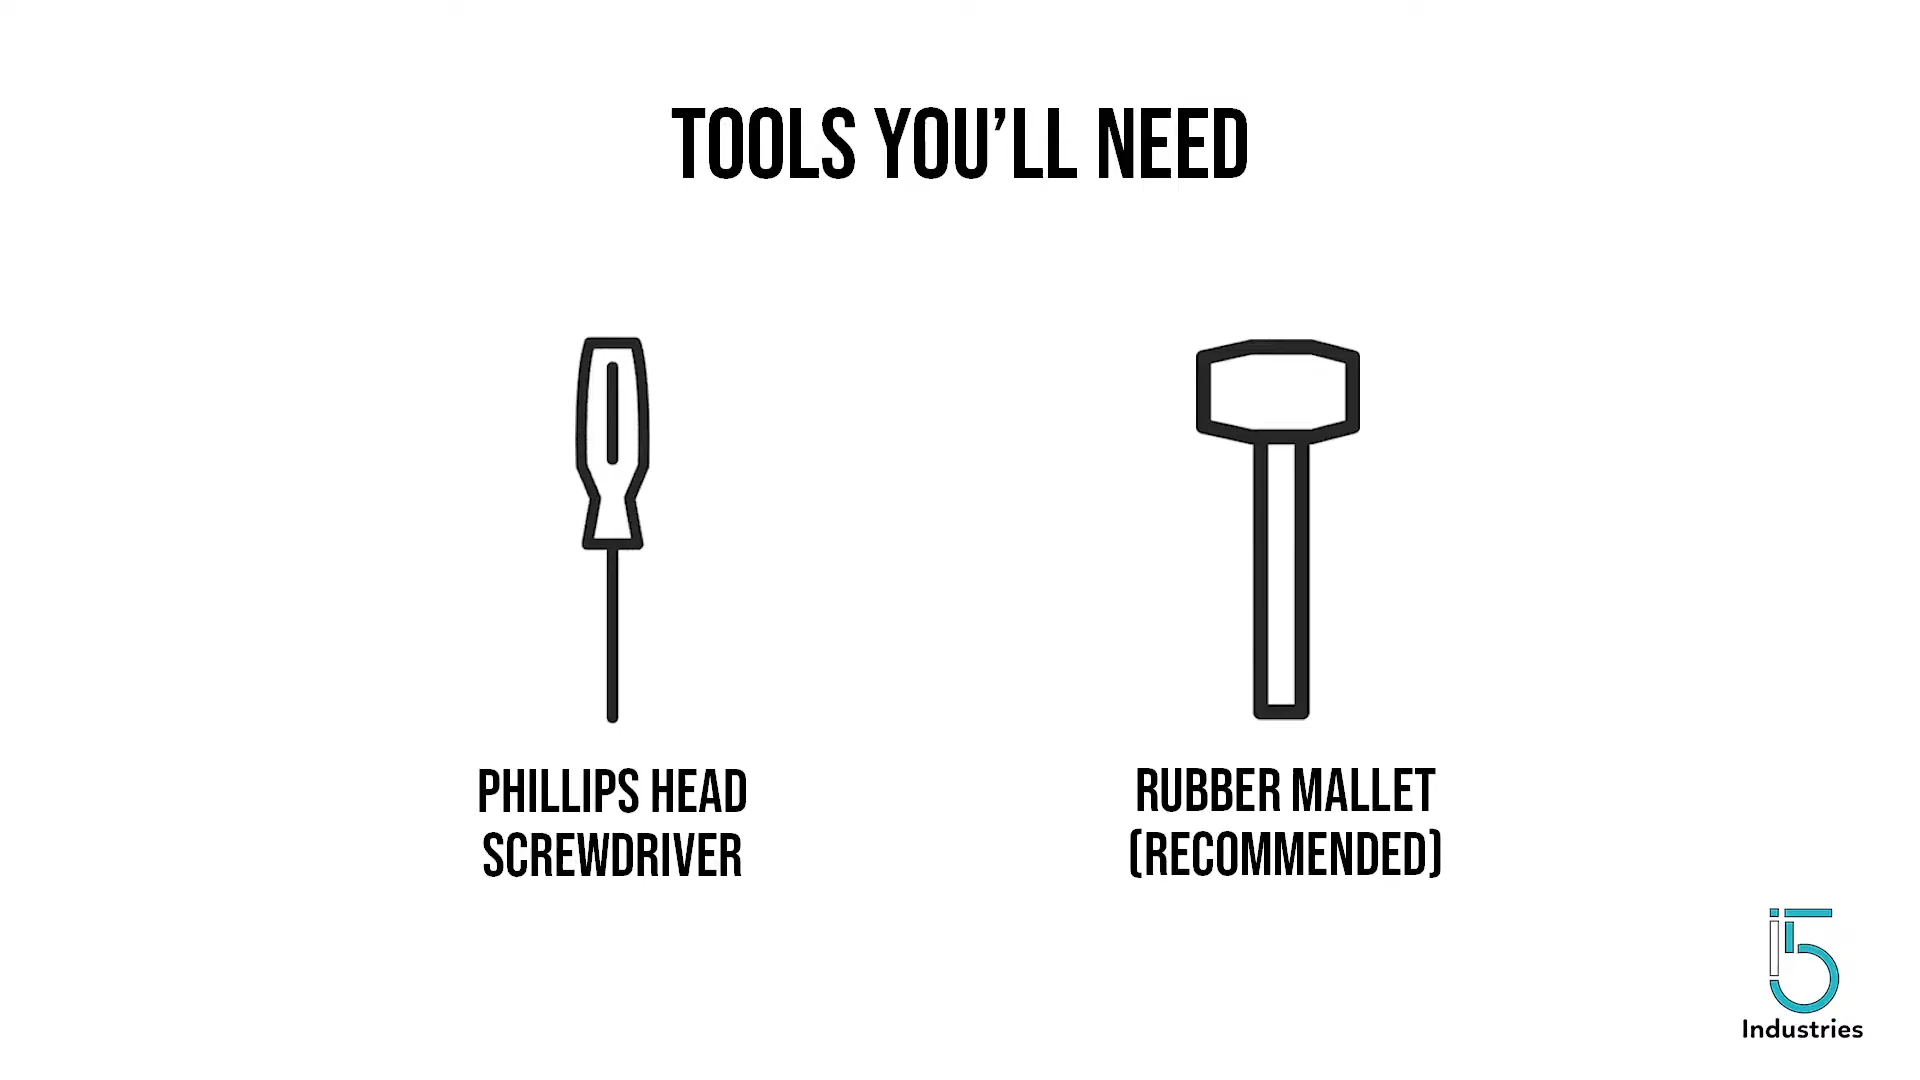 TOOLS YOU’LL NEED
PHILLIPS HEAD
SCREWDRIVER
RUBBER MALLET
(RECOMMENDED)
i5
Industries